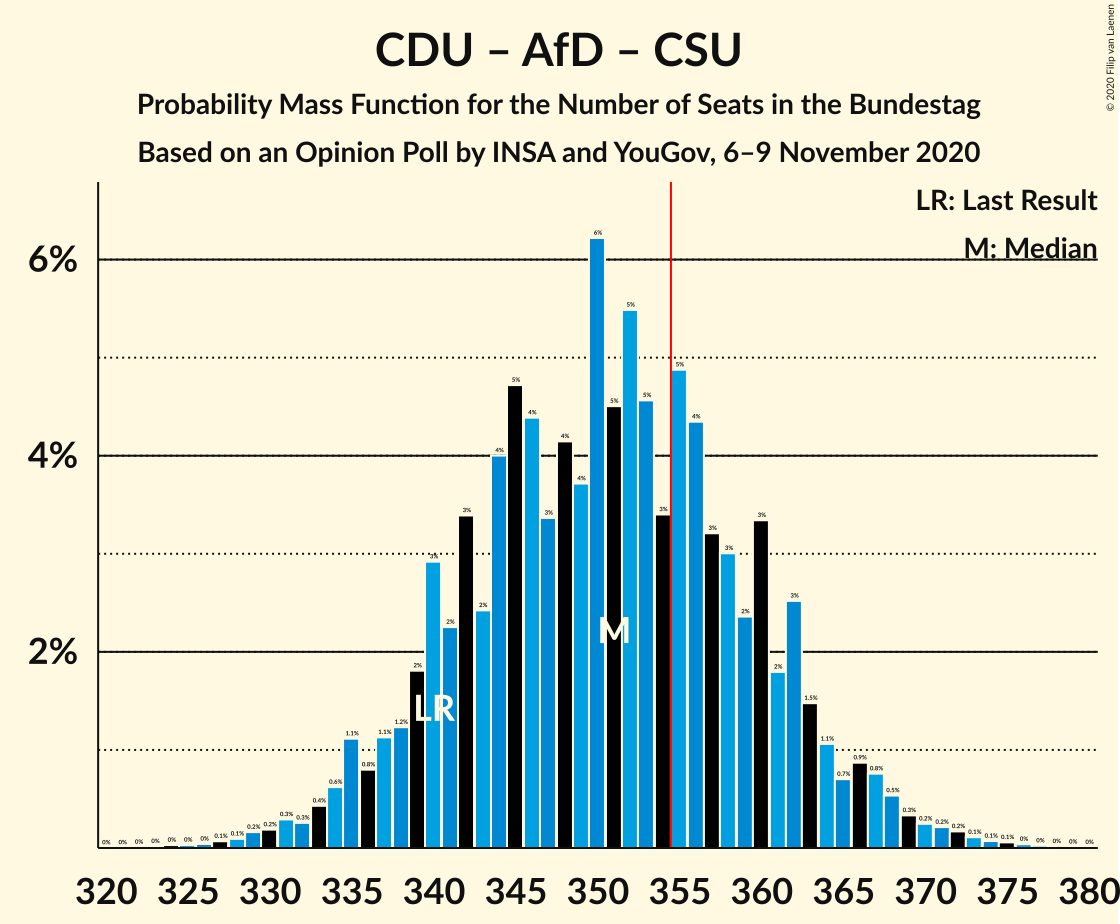 CDU – AfD – CSU
Probability Mass Function for the Number of Seats in the Bundestag
Based on an Opinion Poll by INSA and YouGov, 6–9 November 2020
© 2020 Filip van Laenen
LR: Last Result
M: Median
6%
4%
2%
0% 0% 0% 0% 0% 0% 0% 0.1% 0.1% 0.2% 0.2% 0.3% 0.3% 0.4% 0.6% 1.1% 0.8% 1.1% 1.2% 2% 3% 2% 3% 2% 4% 5% 4% 3% 4% 4% 6% 5% 5% 5% 3% 5% 4% 3% 3% 2% 3% 2% 3% 1.5% 1.1% 0.7% 0.9% 0.8% 0.5% 0.3% 0.2% 0.2% 0.2% 0.1% 0.1% 0.1% 0% 0% 0% 0% 0%
M
LR
320 325 330 335 340 345 350 355 360 365 370 375 380